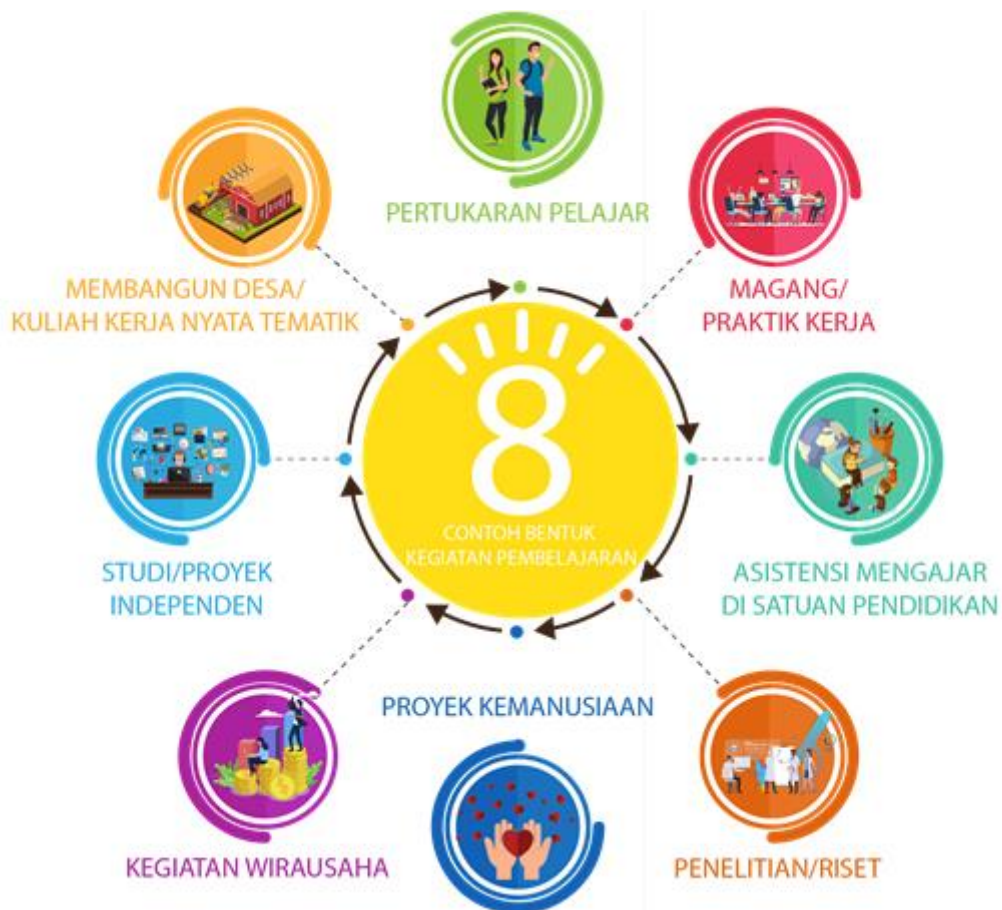 PERTUKARAN PELAJAR
MAGANG/
PRAKTIK KERJA
ASISTENSI MENGAJAR
DI SATUAN PENDIDIKAN
PENELITIAN/RISET
PROYEK KEMANUSIAAN
KEGIATAN WIRAUSAHA
STUDI/PROYEK
INDEPENDEN
MEMBANGUN DESA/
KULIAH KERJA NYATA TEMATIK
8
CONTOH BENTUK
KEGIATAN PEMBELAJARAN